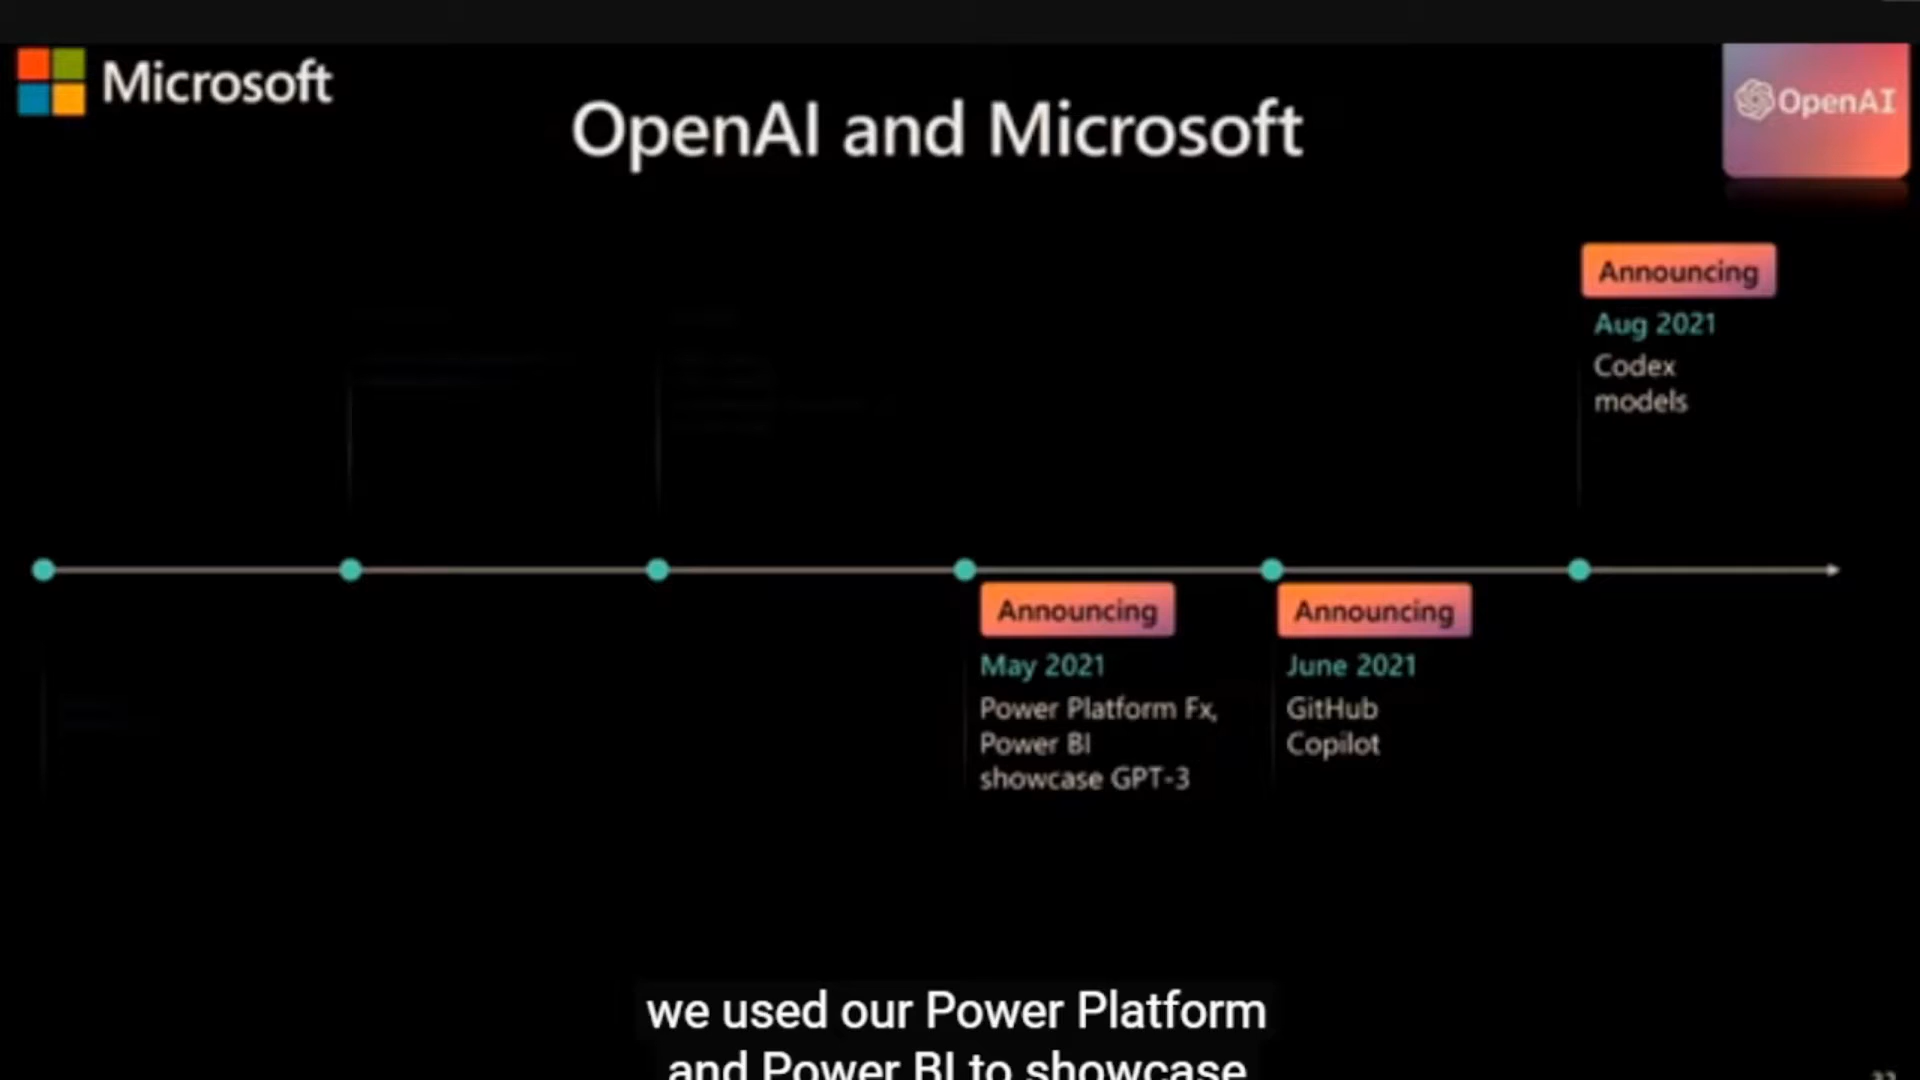 Microsoft
OpenAI and Microsoft
OpenAI
Announcing
Aug 2021
Codex
models
Announcing
May 2021
Power Platform Fx,
Power BI
showcase GPT-3
Announcing
June 2021
GitHub
Copilot
we used our Power Platform
and Power BI to showcase